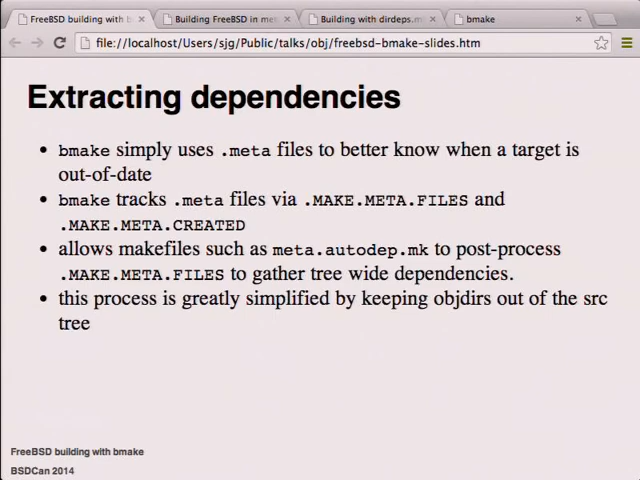 FreeBSD building with b
Building FreeBSD in met
Building with dirdeps.m
bmake
file://localhost/Users/sjg/Public/talks/obj/freebsd-bmake-slides.htm
Extracting dependencies
• bmake simply uses .meta files to better know when a target is
out-of-date
• bmake tracks .meta files via .MAKE.META.FILES and
.MAKE.META.CREATED
• allows makefiles such as meta.autodep.mk to post-process
.MAKE.META.FILES to gather tree wide dependencies.
• this process is greatly simplified by keeping objdirs out of the src
tree
FreeBSD building with bmake
BSDCan 2014